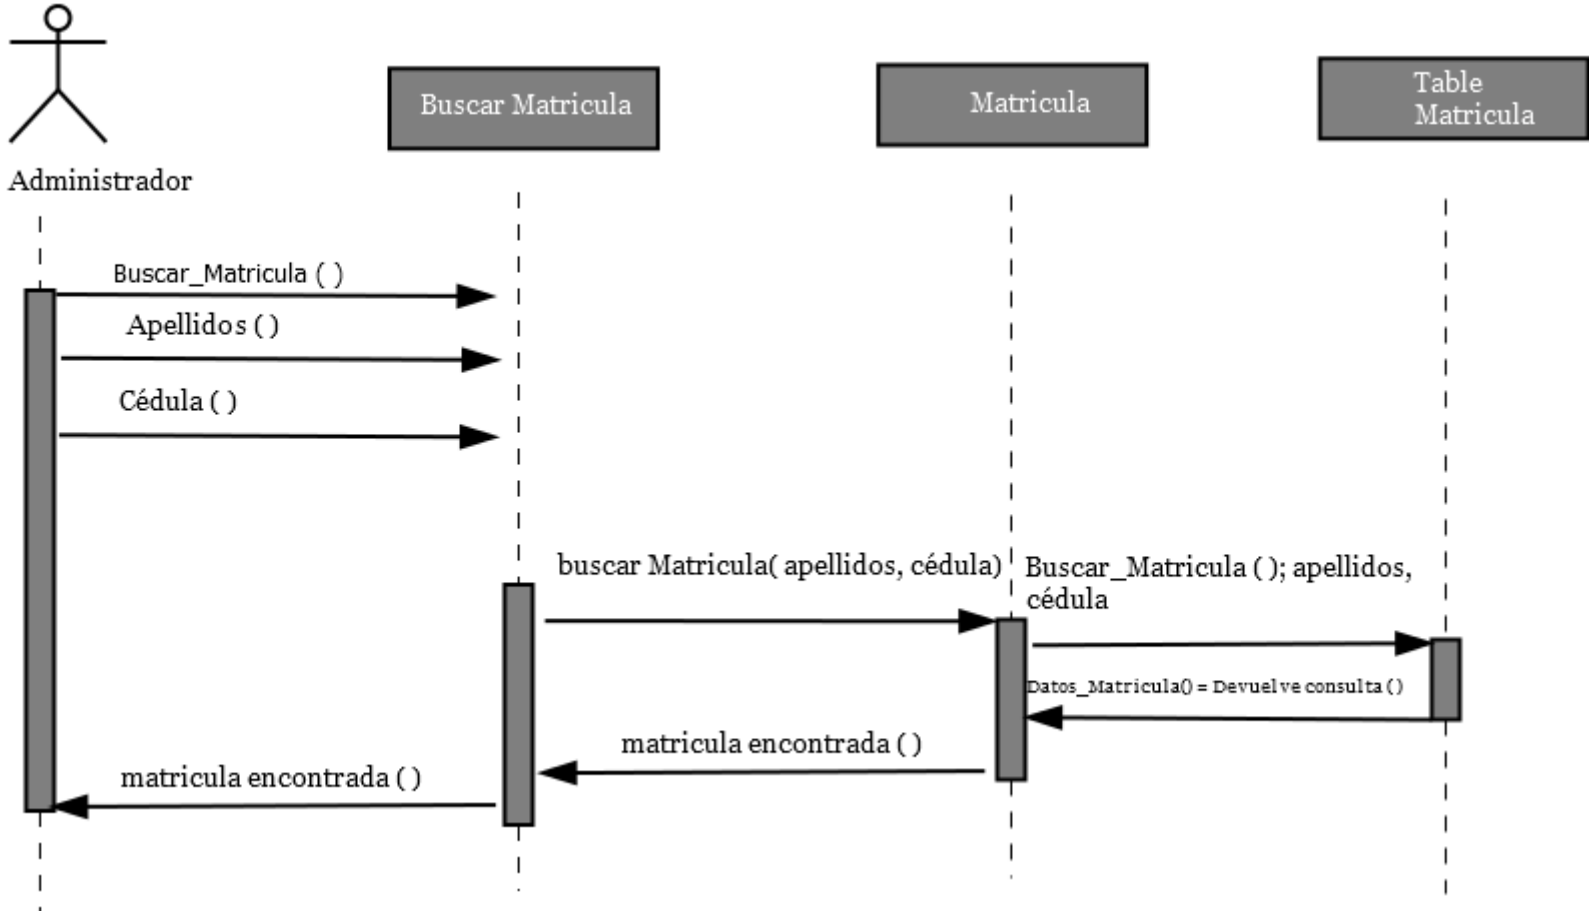 Buscar Matricula
Matricula
Table
Matricula
Administrador
Buscar_Matricula ( )
Apellidos ( )
Cédula ( )
buscar Matricula( apellidos, cédula)
Buscar_Matricula ( ); apellidos,
cédula
Datos_Matricula() = Devuelve consulta ( )
matricula encontrada ( )
matricula encontrada ( )